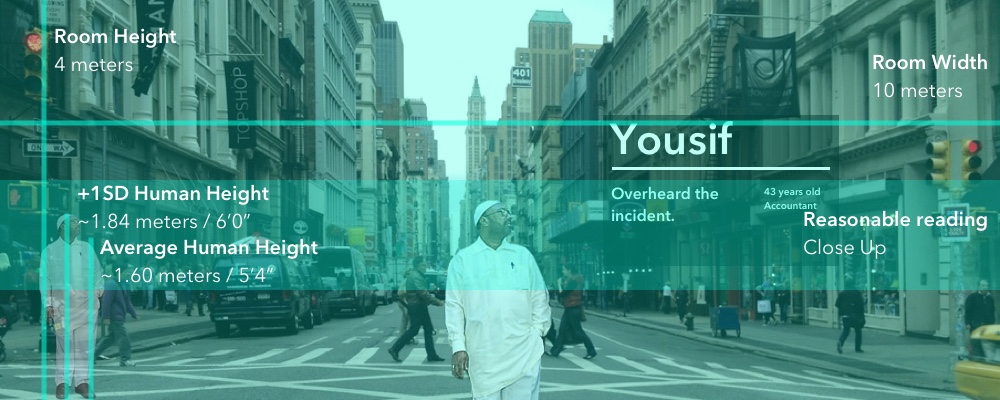 Room Height
4 meters
Room Width
10 meters
401
TOPSHOP
ONE WAY
Yousif
+1SD Human Height
~1.84 meters / 6'0"
Overheard the
incident.
43 years old
Accountant
Reasonable reading
Close Up
Average Human Height
~1.60 meters / 5'4"